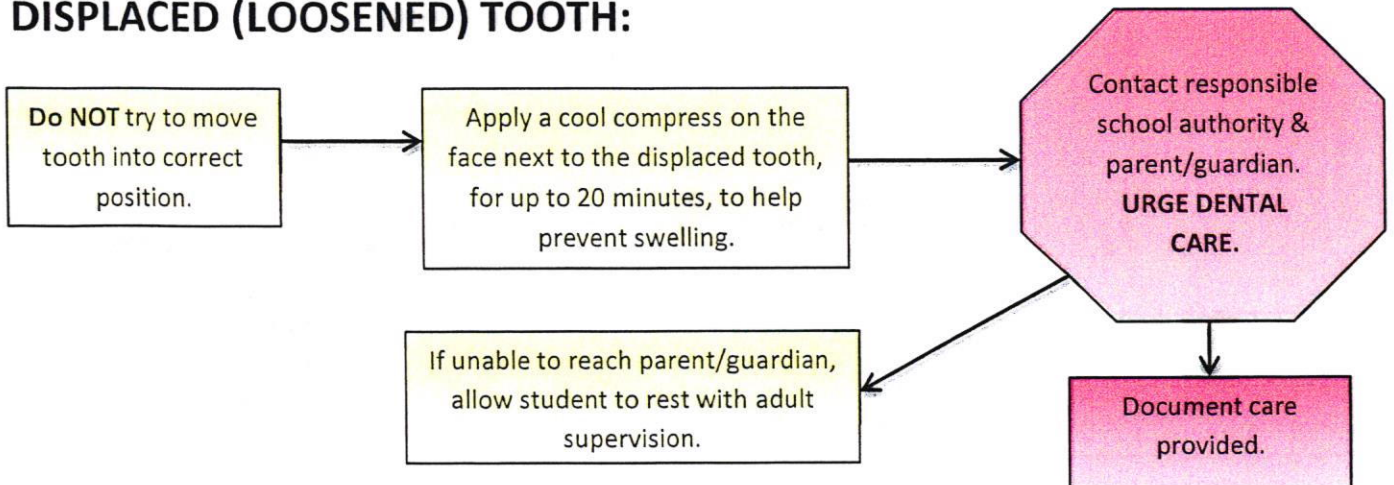 DISPLACED (LOOSENED) TOOTH:
Do NOT try to move
tooth into correct
position.
Apply a cool compress on the
face next to the displaced tooth,
for up to 20 minutes, to help
prevent swelling.
Contact responsible
school authority &
parent/guardian.
URGE DENTAL
CARE.
If unable to reach parent/guardian,
allow student to rest with adult
supervision.
Document care
provided.